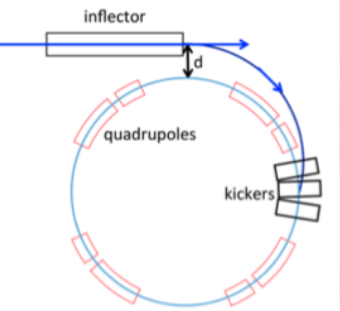 inflector
d
quadrupoles
kickers